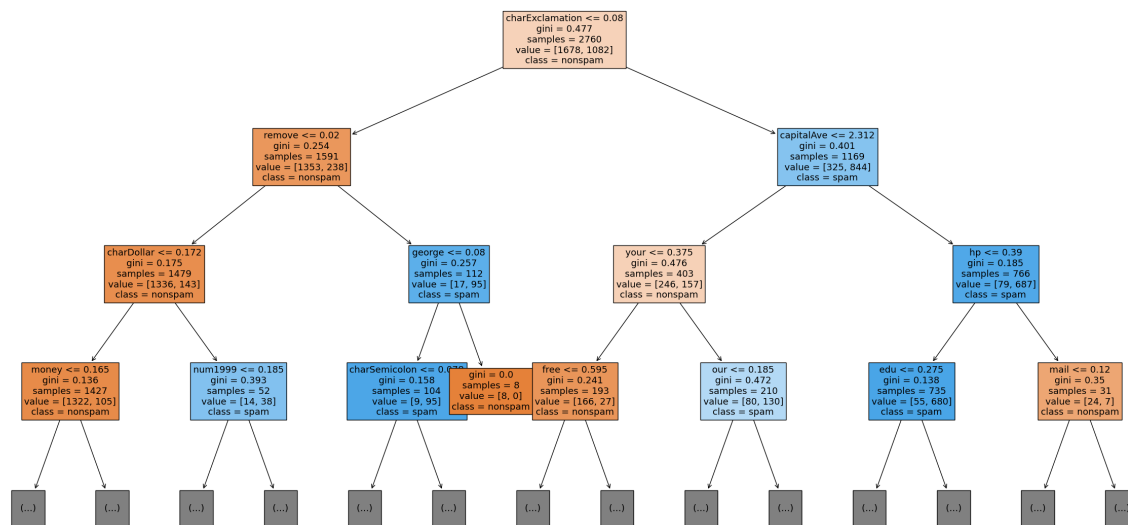 charExclamation <= 0.08
gini = 0.477
samples = 2760
value = [1678, 1082]
class = nonspam
remove <= 0.02
gini = 0.254
samples = 1591
value = [1353, 238]
class = nonspam
capitalAve <= 2.312
gini = 0.401
samples = 1169
value = [325, 844]
class = spam
charDollar <= 0.172
gini = 0.175
samples = 1479
value = [1336, 143]
class = nonspam
george <= 0.08
gini = 0.257
samples = 112
value = [17, 95]
class = spam
your <= 0.375
gini = 0.476
samples = 403
value = [246, 157]
class = nonspam
hp <= 0.39
gini = 0.185
samples = 766
value = [79, 687]
class = spam
money <= 0.165
gini = 0.136
samples = 1427
value = [1322, 105]
class = nonspam
num1999 <= 0.185
gini = 0.393
samples = 52
value = [14, 38]
class = spam
charSemicolon <=
gini = 0.158
samples = 104
value = [9, 95]
class = spam
gini = 0.0
samples = 8
value = [8, 0]
class = nonspam
free <= 0.595
gini = 0.241
samples = 193
value = [166, 27]
class = nonspam
our <= 0.185
gini = 0.472
samples = 210
value = [80, 130]
class = spam
edu <= 0.275
gini = 0.138
samples = 735
value = [55, 680]
class = spam
mail <= 0.12
gini = 0.35
samples = 31
value = [24, 7]
class = nonspam
(...)
(...)
(...)
(...)
(...)
(...)
(...)
(...)
(...)
(...)
(...)
(...)
(...)
(...)